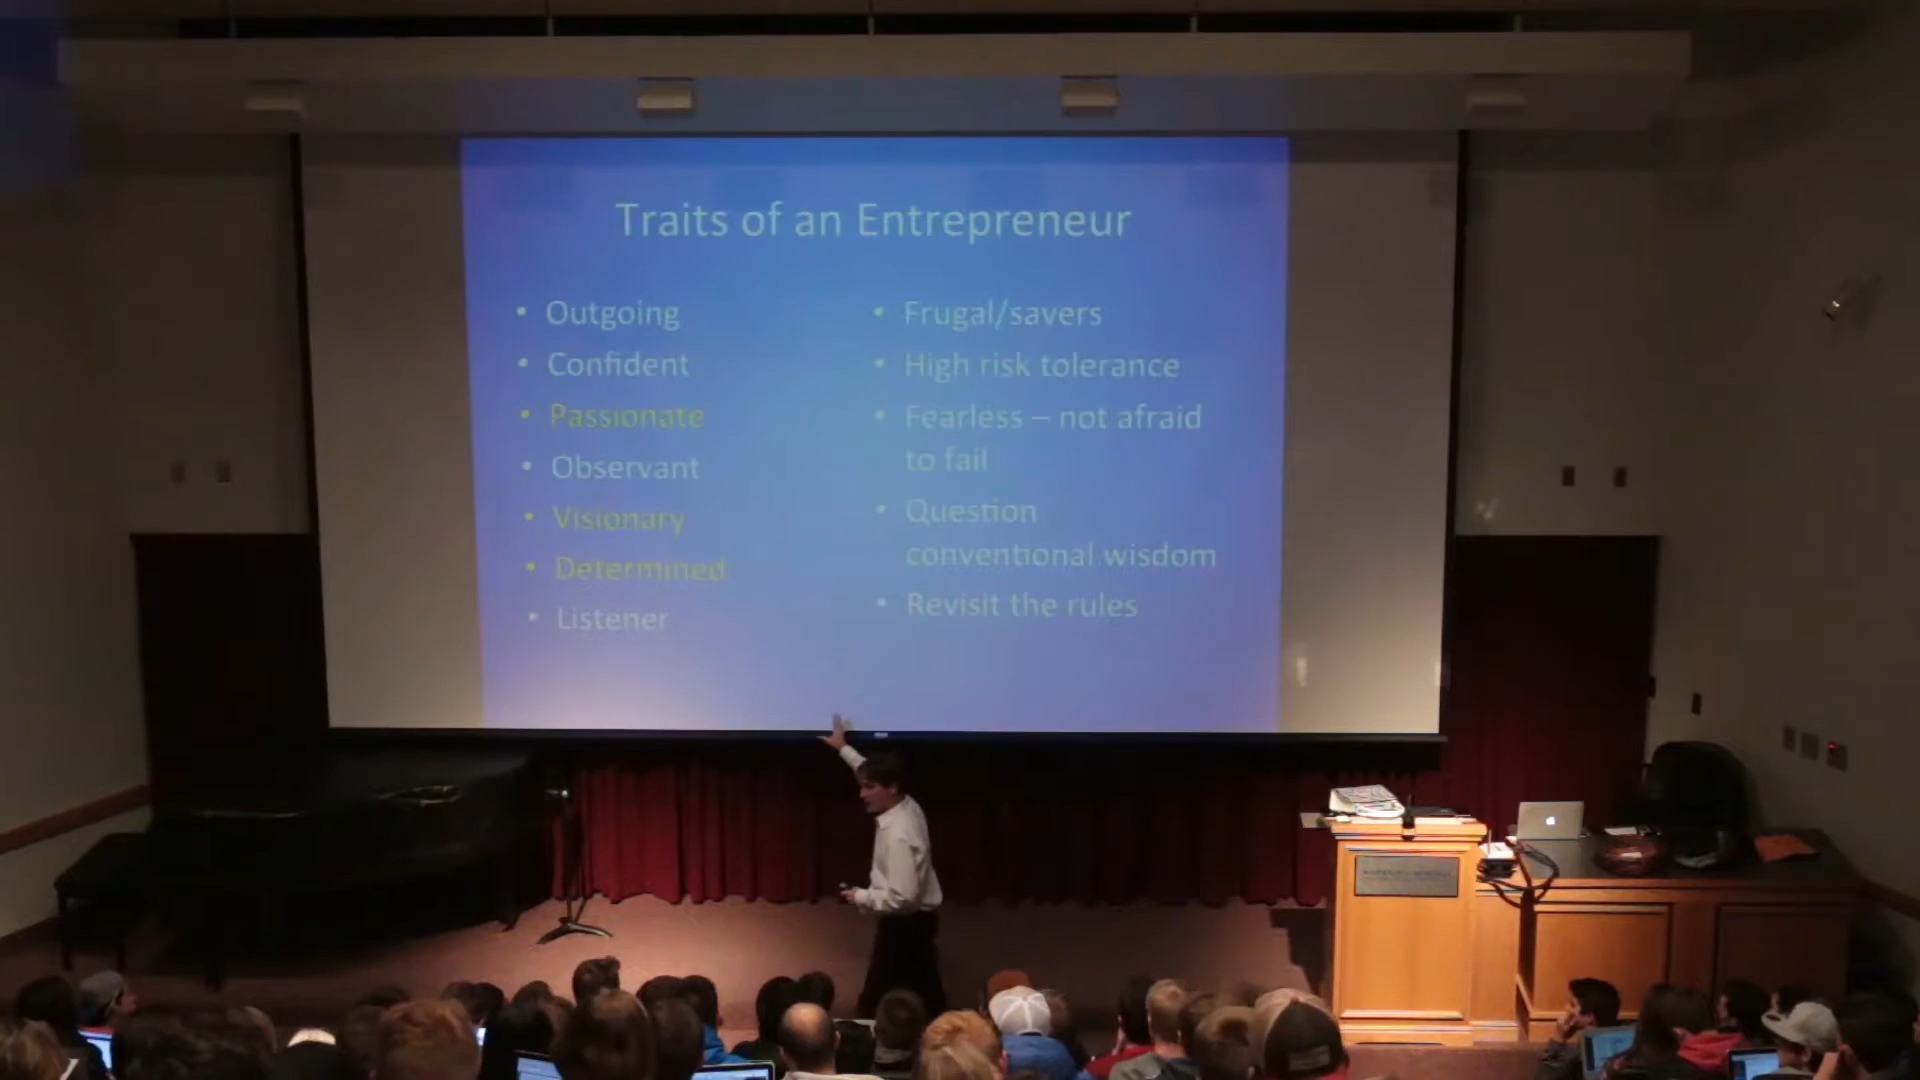 Traits of an Entrepreneur
• Outgoing
• Confident
• Passionate
• Observant
• Visionary
• Determined
• Listener
• Frugal/savers
• High risk tolerance
• Fearless – not afraid
to fail
• Question
conventional wisdom
• Revisit the rules